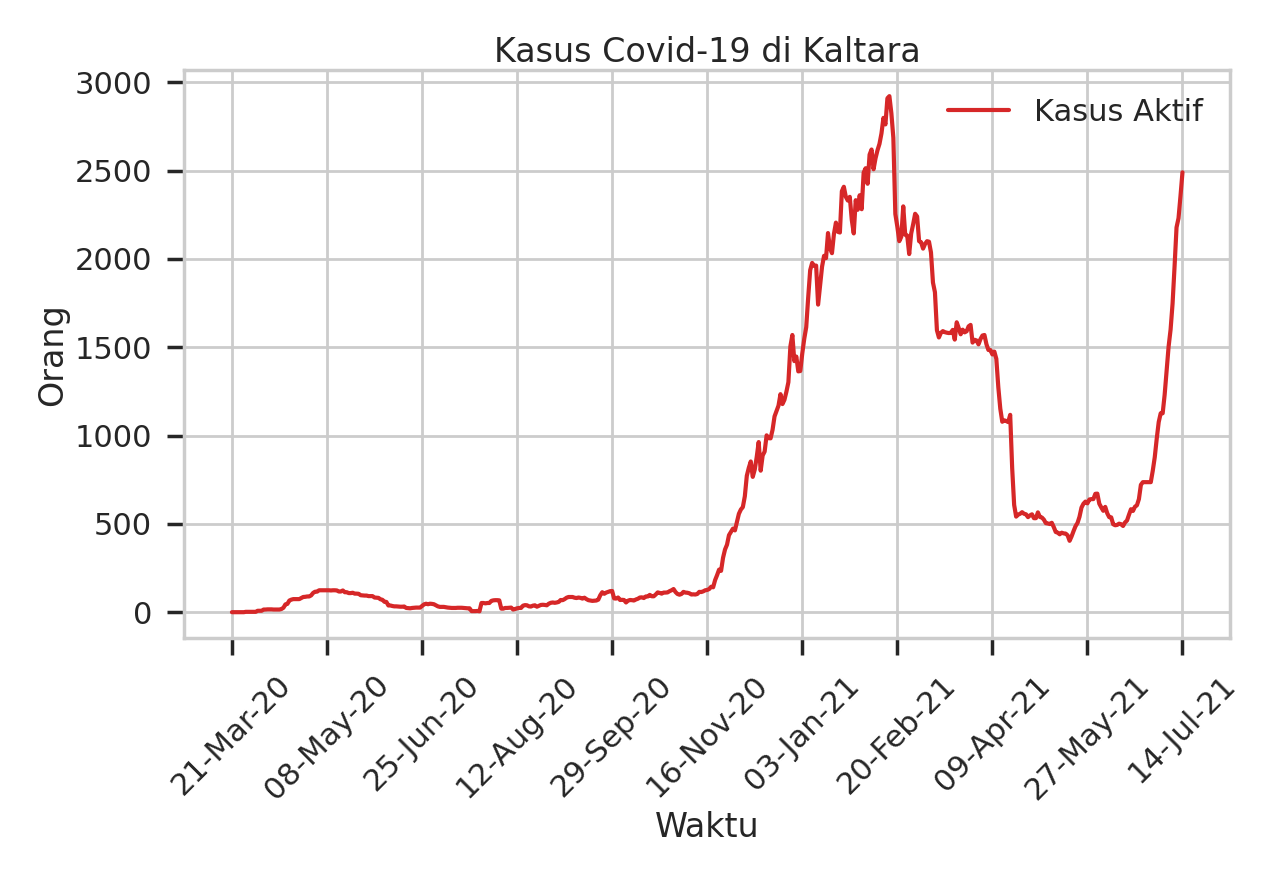 Kasus Covid-19 di Kaltara
Kasus Aktif
3000
2500
2000
1500
1000
500
0
Orang
21-Mar-20
08-May-20
25-Jun-20
12-Aug-20
29-Sep-20
16-Nov-20
03-Jan-21
20-Feb-21
09-Apr-21
27-May-21
14-Jul-21
Waktu